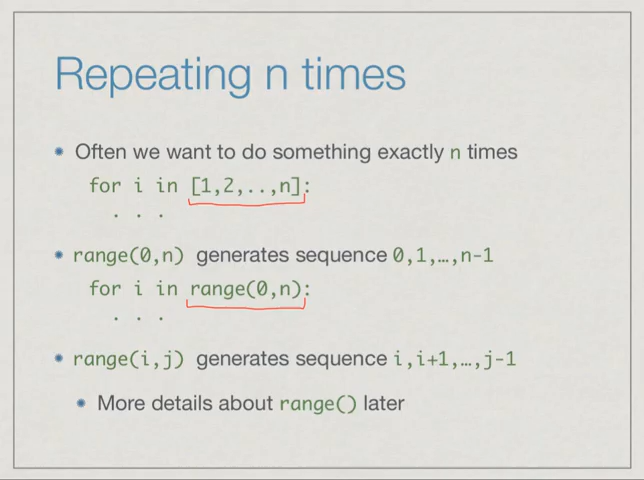 Repeating n times
Often we want to do something exactly n times
for i in [1,2,..,n]:
. . .
range(0,n) generates sequence 0,1,…,n-1
for i in range(0,n):
. . .
range(i,j) generates sequence i,i+1,…,j-1
More details about range() later